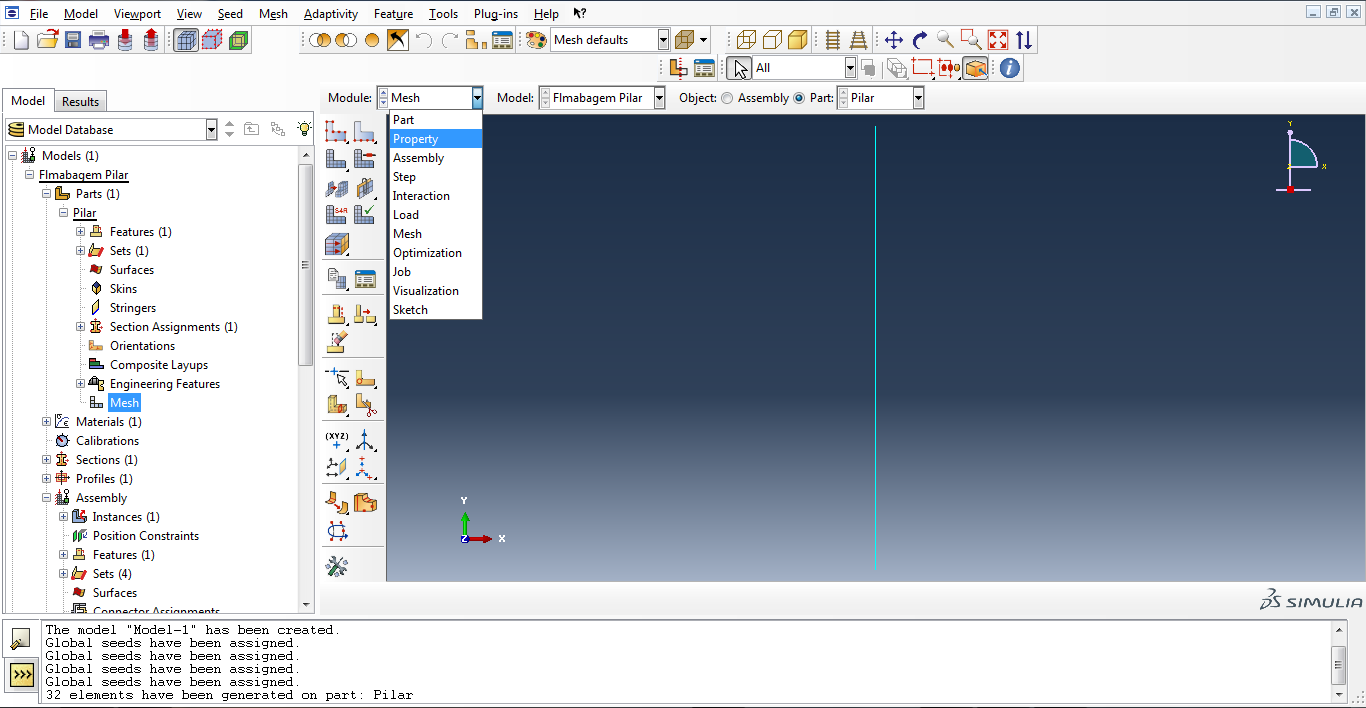 File Model Viewport View Seed Mesh Adaptivity Feature Tools Plug-ins Help
Mesh defaults
All
Model Results
Module: Mesh Model: Flmabagem Pilar Object: Assembly Part: Pilar
Model Database
Models (1)
Flmabagem Pilar
Parts (1)
Pilar
Features (1)
Sets (1)
Surfaces
Skins
Stringers
Section Assignments (1)
Orientations
Composite Layups
Engineering Features
Mesh
Materials (1)
Calibrations
Sections (1)
Profiles (1)
Assembly
Instances (1)
Position Constraints
Features (1)
Sets (4)
Surfaces
Connector Assignments
S4R
(XYZ)
Part
Property
Assembly
Step
Interaction
Load
Mesh
Optimization
Job
Visualization
Sketch
Y
X
Z
Y
X
Z
SIMULIA
The model "Model-1" has been created.
Global seeds have been assigned.
Global seeds have been assigned.
Global seeds have been assigned.
Global seeds have been assigned.
32 elements have been generated on part: Pilar